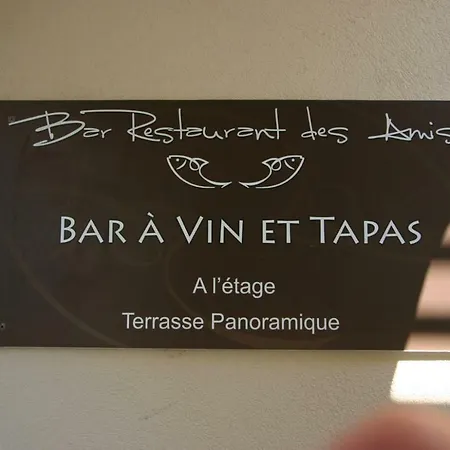 Bar Restaurant des Amis
BAR À VIN ET TAPAS
A l'étage
Terrasse Panoramique